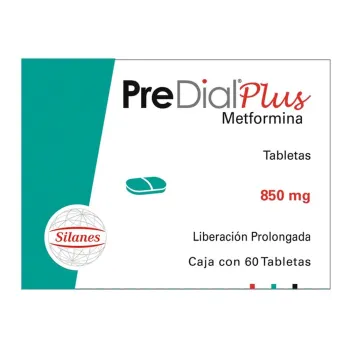 PreDial®Plus
Metformina
Tabletas
850 mg
Silanes
Liberación Prolongada
Caja con 60 Tabletas